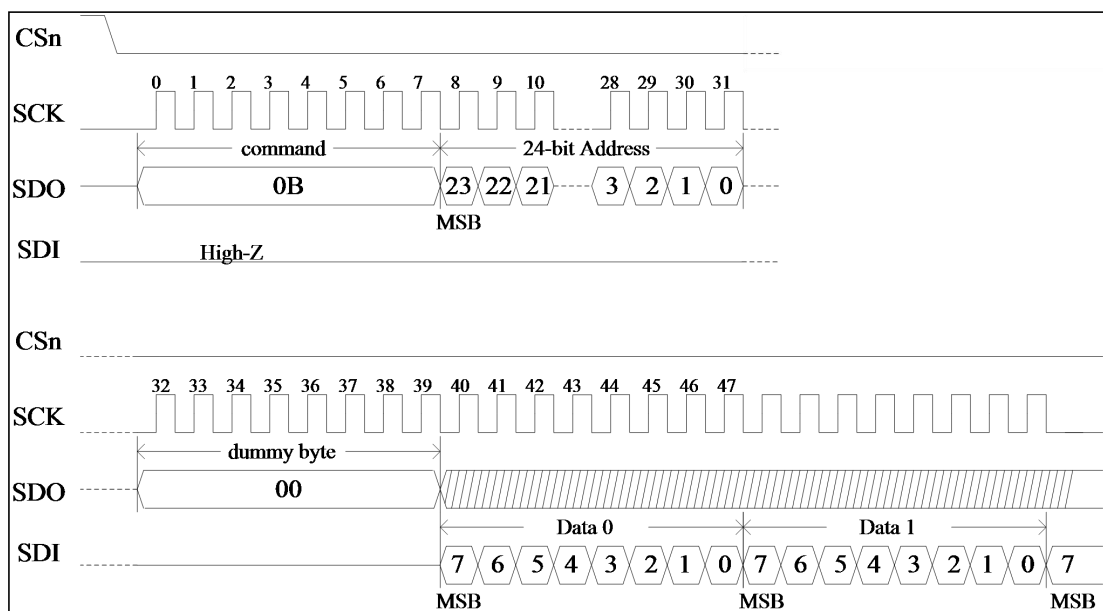 CSn
0 1 2 3 4 5 6 7 8 9 10 28 29 30 31
SCK
command 24-bit Address
SDO 0B 23 22 21 3 2 1 0
MSB
SDI High-Z
CSn
32 33 34 35 36 37 38 39 40 41 42 43 44 45 46 47
SCK
dummy byte
SDO 00
Data 0 Data 1
SDI 7 6 5 4 3 2 1 0 7 6 5 4 3 2 1 0 7
MSB MSB MSB